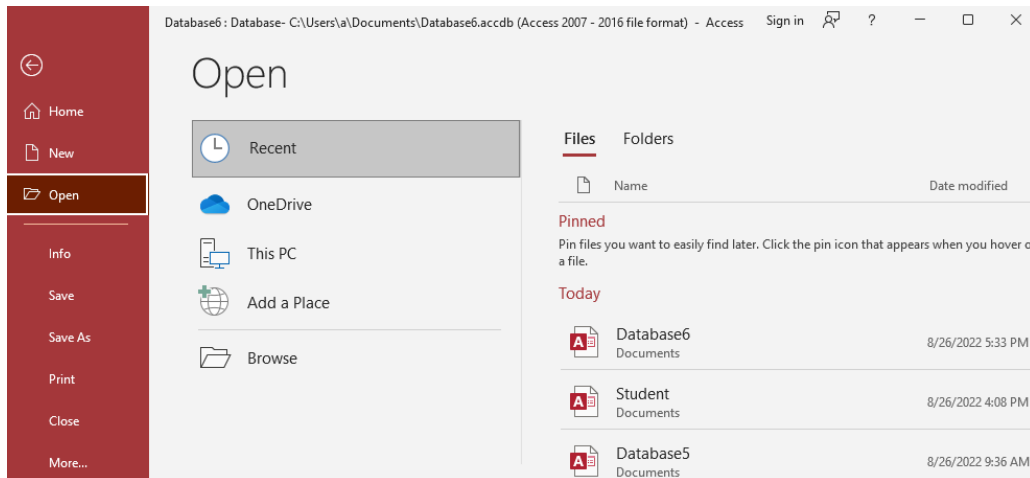 Database6 : Database- C:\Users\a\Documents\Database6.accdb (Access 2007 - 2016 file format) - Access Sign in ?
Open
Home
New
Open
Info
Save
Save As
Print
Close
More...
Recent
OneDrive
This PC
Add a Place
Browse
Files Folders
Name Date modified
Pinned
Pin files you want to easily find later. Click the pin icon that appears when you hover
a file.
Today
Database6 8/26/2022 5:33 PM
Documents
Student 8/26/2022 4:08 PM
Documents
Database5 8/26/2022 9:36 AM
Documents